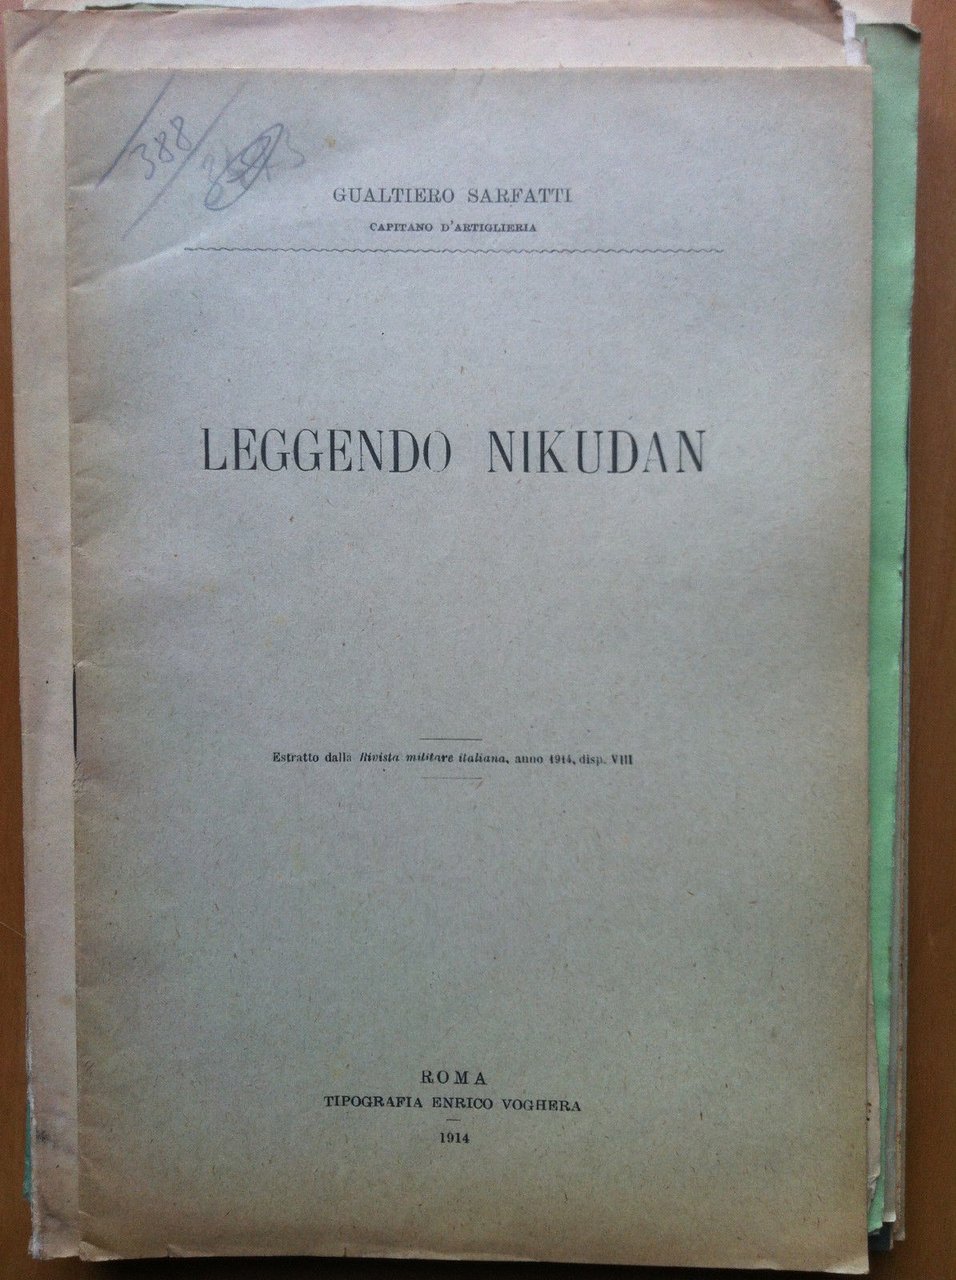 388
GUALTIERO SARFATTI
CAPITANO D'ARTIGLIERIA
LEGGENDO NIKUDAN
Estratto dalla Rivista militare italiana, anno 1914, disp. VIII
ROMA
TIPOGRAFIA ENRICO VOGHERA
1914